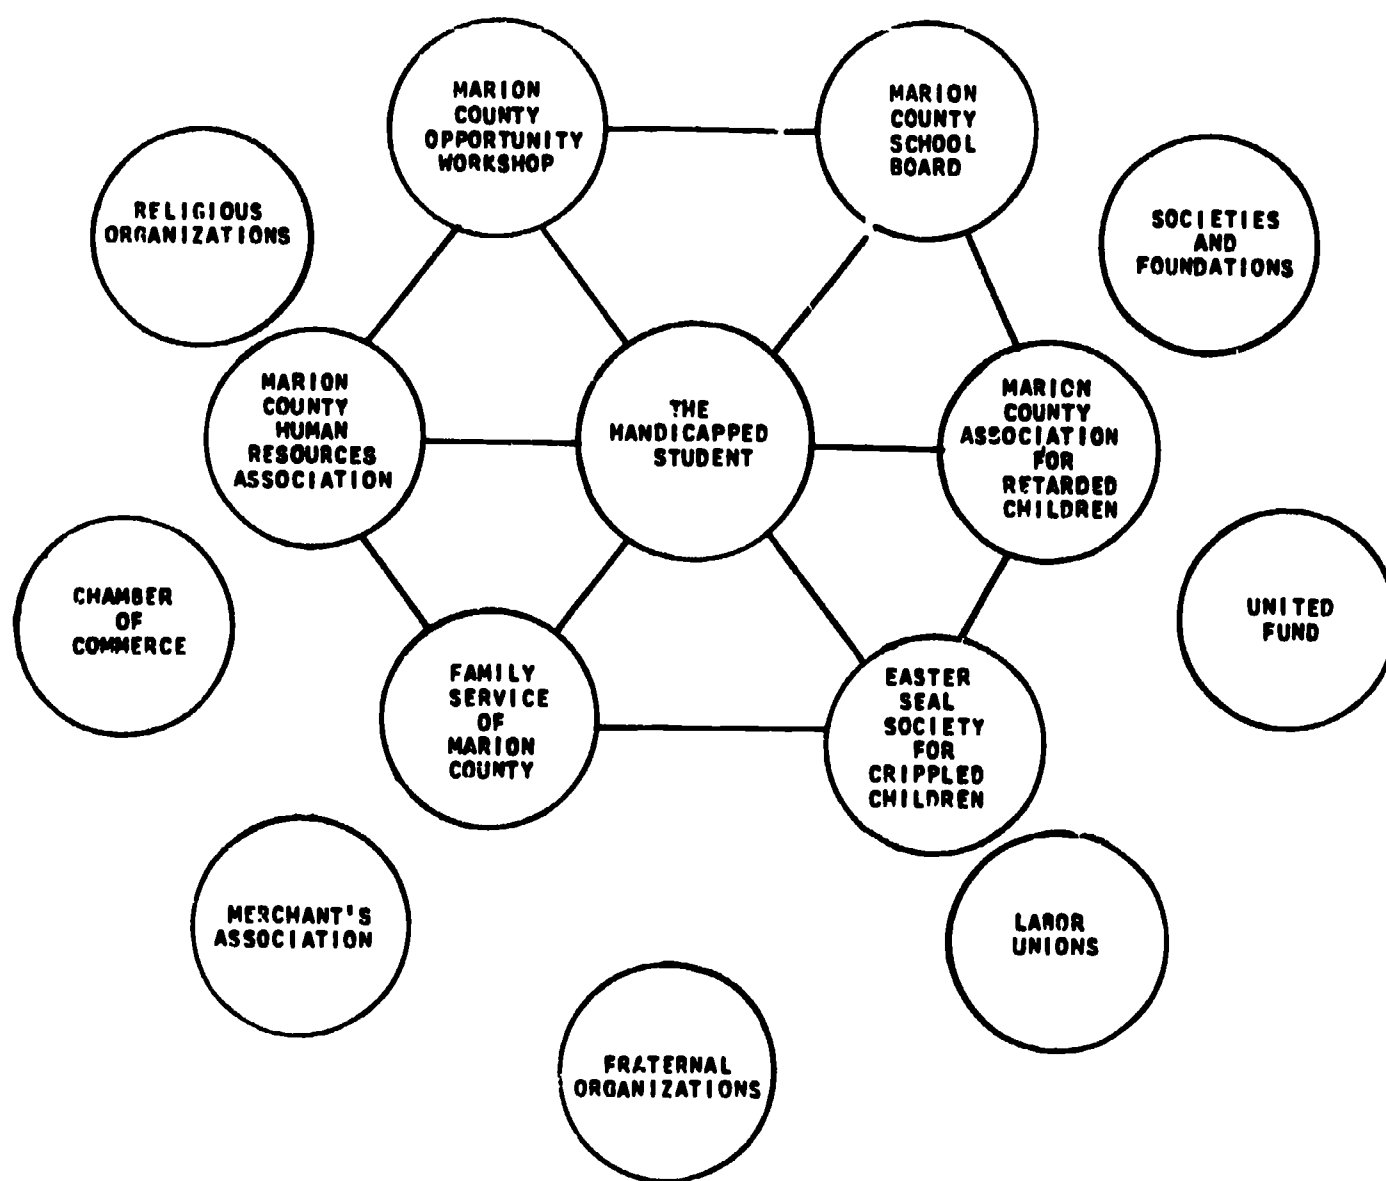 MARION
COUNTY
OPPORTUNITY
WORKSHOP
MARION
COUNTY
SCHOOL
BOARD
RELIGIOUS
ORGANIZATIONS
SOCIETIES
AND
FOUNDATIONS
MARION
COUNTY
HUMAN
RESOURCES
ASSOCIATION
THE
HANDICAPPED
STUDENT
MARION
COUNTY
ASSOCIATION
FOR
RETARDED
CHILDREN
CHAMBER
OF
COMMERCE
UNITED
FUND
FAMILY
SERVICE
OF
MARION
COUNTY
EASTER
SEAL
SOCIETY
FOR
CRIPPLED
CHILDREN
MERCHANT'S
ASSOCIATION
LABOR
UNIONS
FRATERNAL
ORGANIZATIONS